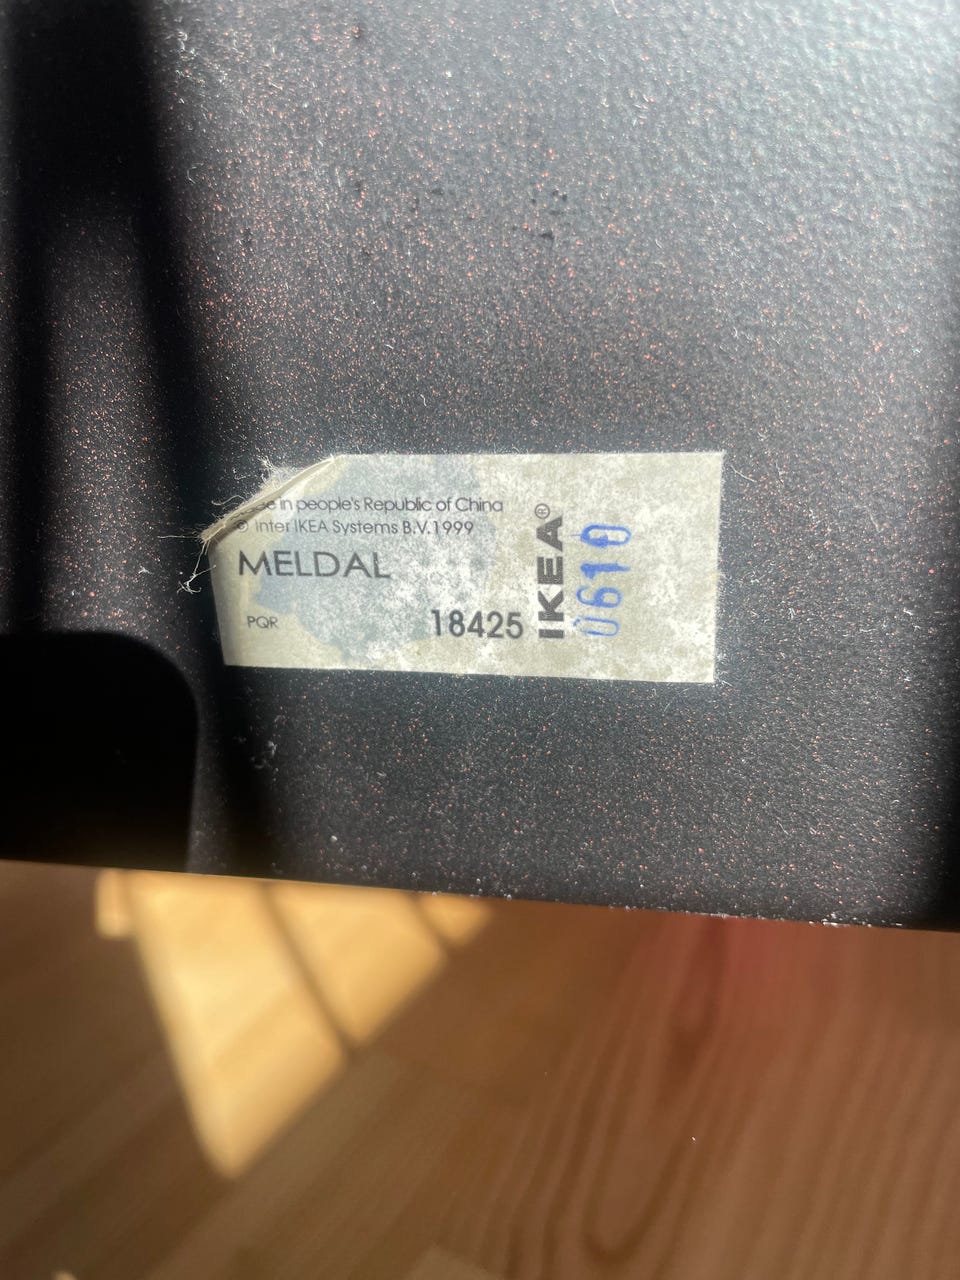 in people's Republic of China
© Inter IKEA Systems B.V.1999
MELDAL
PQR
18425
IKEA®
0610